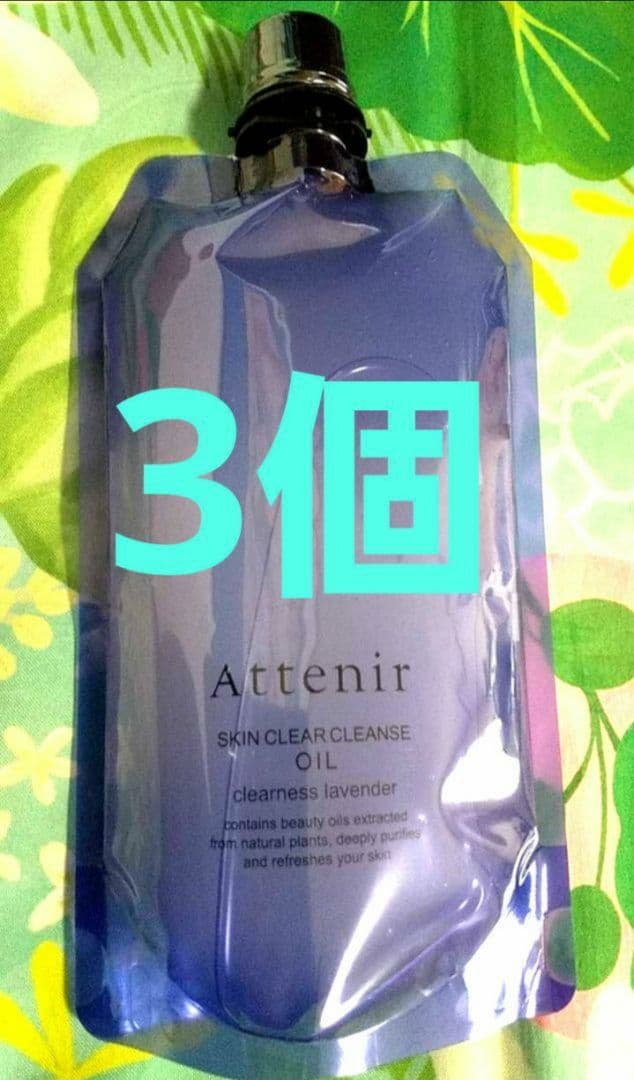 3個
Attenir
SKIN CLEAR CLEANSE
OIL
clearness lavender
contains beauty oils extracted
from natural plants, deeply purifies
and refreshes your skin